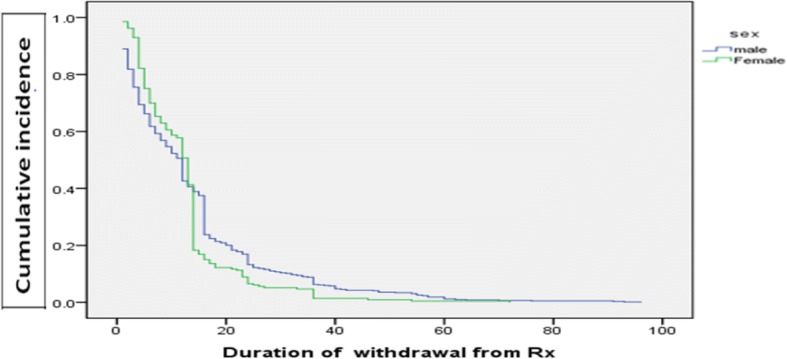 Cumulative incidence
1.0
0.8
0.6
0.4
0.2
0.0
0
20
40
60
80
100
Duration of withdrawal from Rx
sex
male
Female